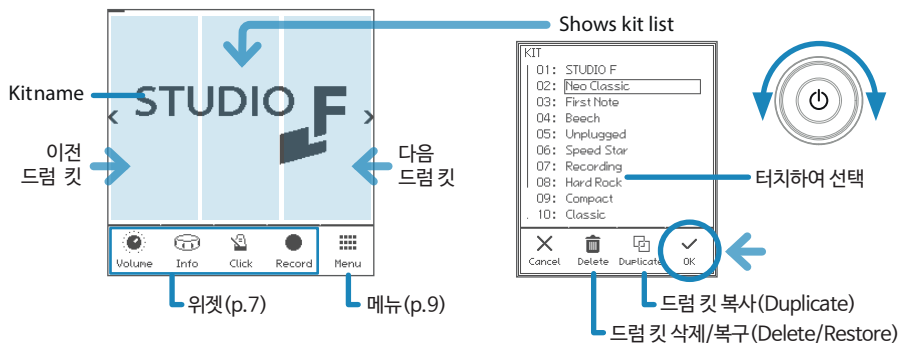 Shows kit list
Kitname
STUDIO F
이전
드럼 킷
다음
드럼 킷
Volume
Info
Click
Record
Menu
위젯(p.7)
메뉴(p.9)
KIT
01: STUDIO F
02: Neo Classic
03: First Note
04: Beech
05: Unplugged
06: Speed Star
07: Recording
08: Hard Rock
09: Compact
10: Classic
터치하여 선택
Cancel
Delete
Duplicate
OK
드럼 킷 복사(Duplicate)
드럼 킷 삭제/복구(Delete/Restore)